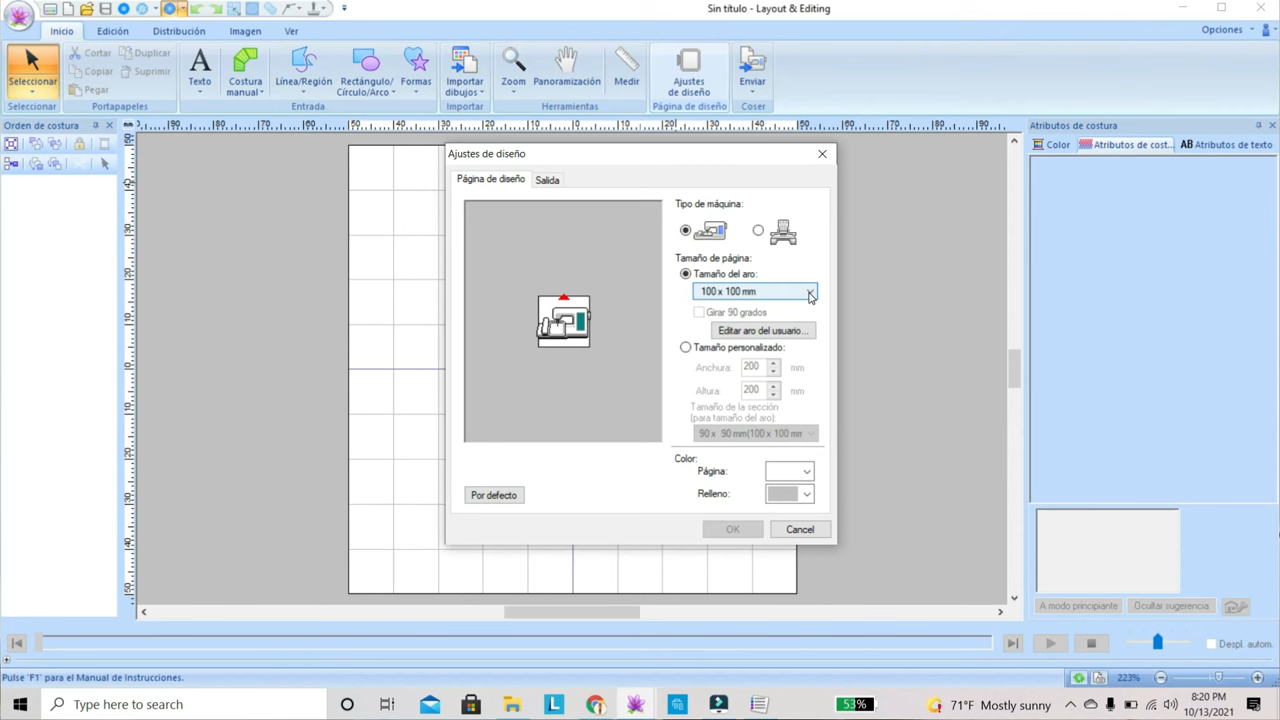 Sin título - Layout & Editing
Inicio Edición Distribución Imagen Ver Opciones
Cortar Duplicar
Copiar Suprimir
Pegar
Seleccionar
Texto
Costura manual
Línea/Región
Rectángulo/ Círculo/Arco
Formas
Importar dibujos
Zoom
Panoramización
Medir
Ajustes de diseño
Enviar
Seleccionar Portapapeles Entrada Importar Herramientas Página de diseño Coser
Orden de costura
Atributos de costura
Color Atributos de cost... AB Atributos de texto
Ajustes de diseño
Página de diseño Salida
Tipo de máquina:
Tamaño de página:
Tamaño del aro:
100 x 100 mm
Girar 90 grados
Editar aro del usuario...
Tamaño personalizado:
Anchura: 200 mm
Altura: 200 mm
Tamaño de la sección
(para tamaño del aro):
90 x 90 mm(100 x 100 mm
Color:
Página:
Relleno:
Por defecto
OK Cancel
A modo principiante Ocultar sugerencia
Despl. autom.
Pulse 'F1' para el Manual de Instrucciones.
223%
Type here to search
53%
71°F Mostly sunny
8:20 PM
10/13/2021